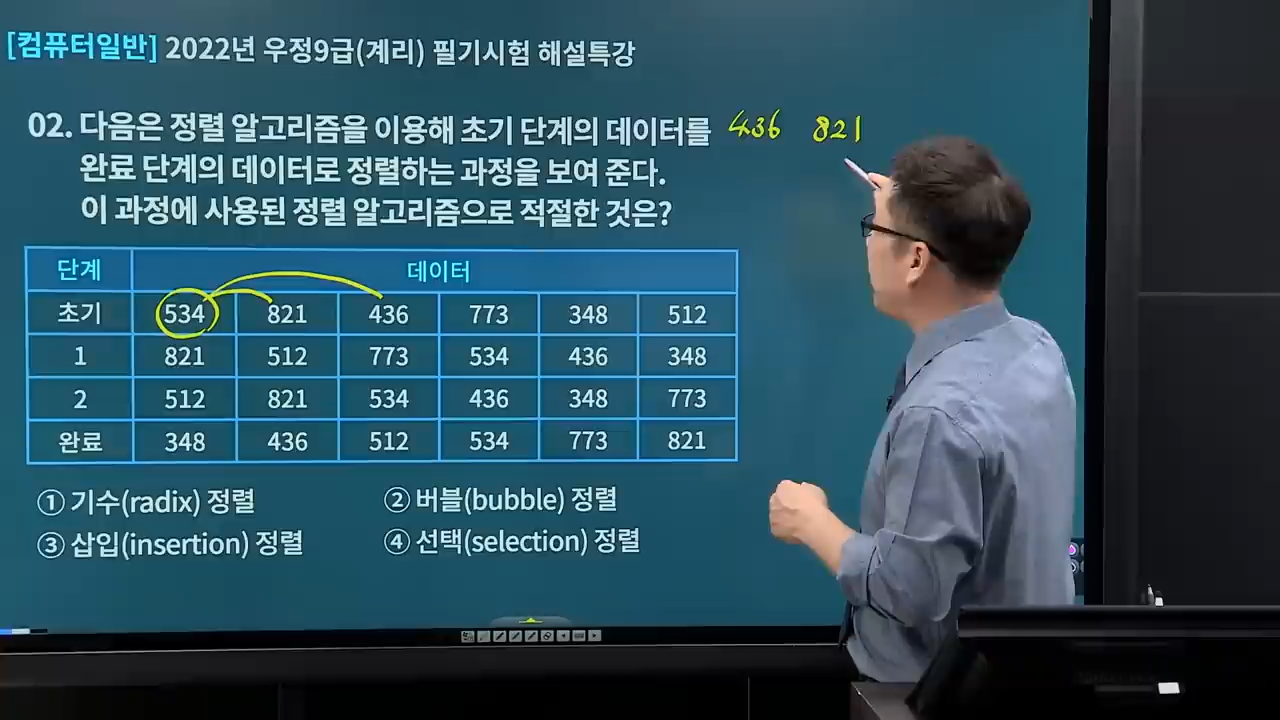 [컴퓨터일반] 2022년 우정9급(계리) 필기시험 해설특강
02. 다음은 정렬 알고리즘을 이용해 초기 단계의 데이터를 436 821
완료 단계의 데이터로 정렬하는 과정을 보여 준다.
이 과정에 사용된 정렬 알고리즘으로 적절한 것은?
단계 데이터
초기 534 821 436 773 348 512
1 821 512 773 534 436 348
2 512 821 534 436 348 773
완료 348 436 512 534 773 821
① 기수(radix) 정렬 ② 버블(bubble) 정렬
③ 삽입(insertion) 정렬 ④ 선택(selection) 정렬